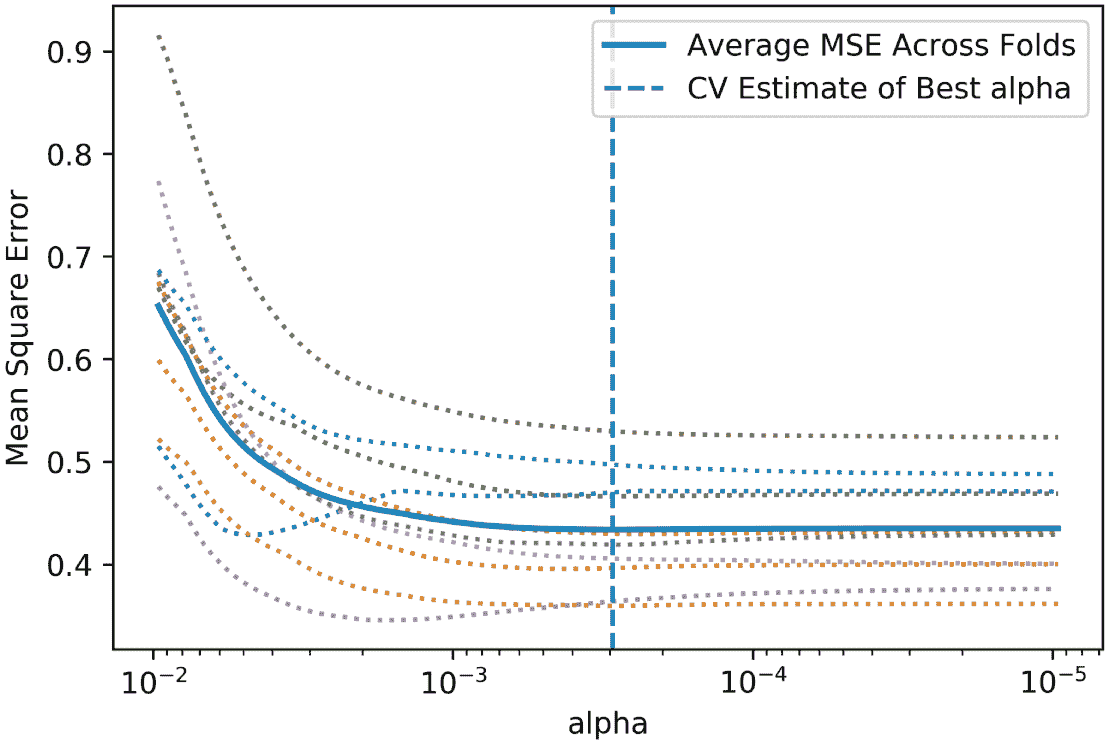 Average MSE Across Folds
CV Estimate of Best alpha
Mean Square Error
0.9
0.8
0.7
0.6
0.5
0.4
10⁻²
10⁻³
10⁻⁴
10⁻⁵
alpha